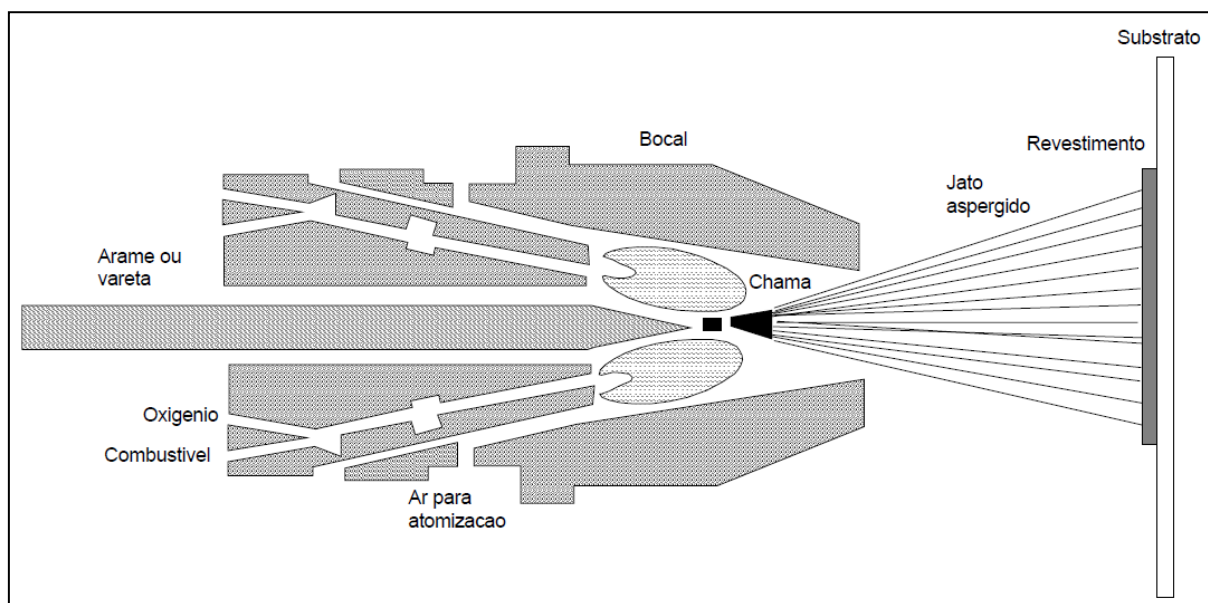 Substrato
Bocal
Revestimento
Jato
aspergido
Arame ou
vareta
Chama
Oxigenio
Combustivel
Ar para
atomizacao